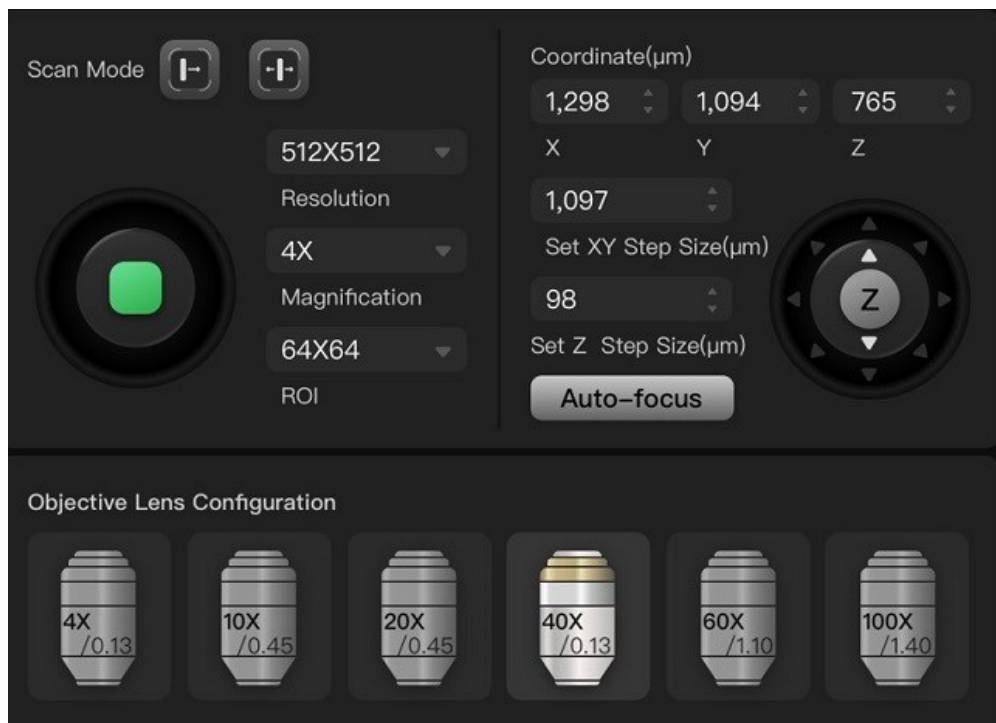 Scan Mode
512X512
Resolution
4X
Magnification
64X64
ROI
Coordinate(μm)
1,298 1,094 765
X Y Z
1,097
Set XY Step Size(μm)
98
Set Z Step Size(μm)
Auto-focus
Z
Objective Lens Configuration
4X 10X 20X 40X 60X 100X
/0.13 /0.45 /0.45 /0.13 /1.10 /1.40